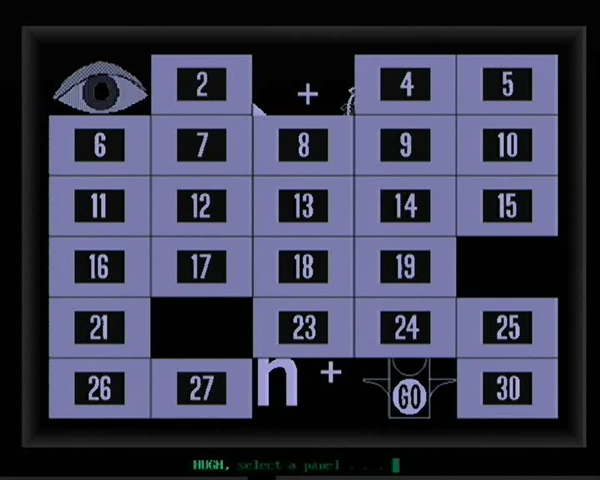 2 + 4 5
6 7 8 9 10
11 12 13 14 15
16 17 18 19
21 23 24 25
26 27 n + GO 30
HUGH, select a panel . . . .